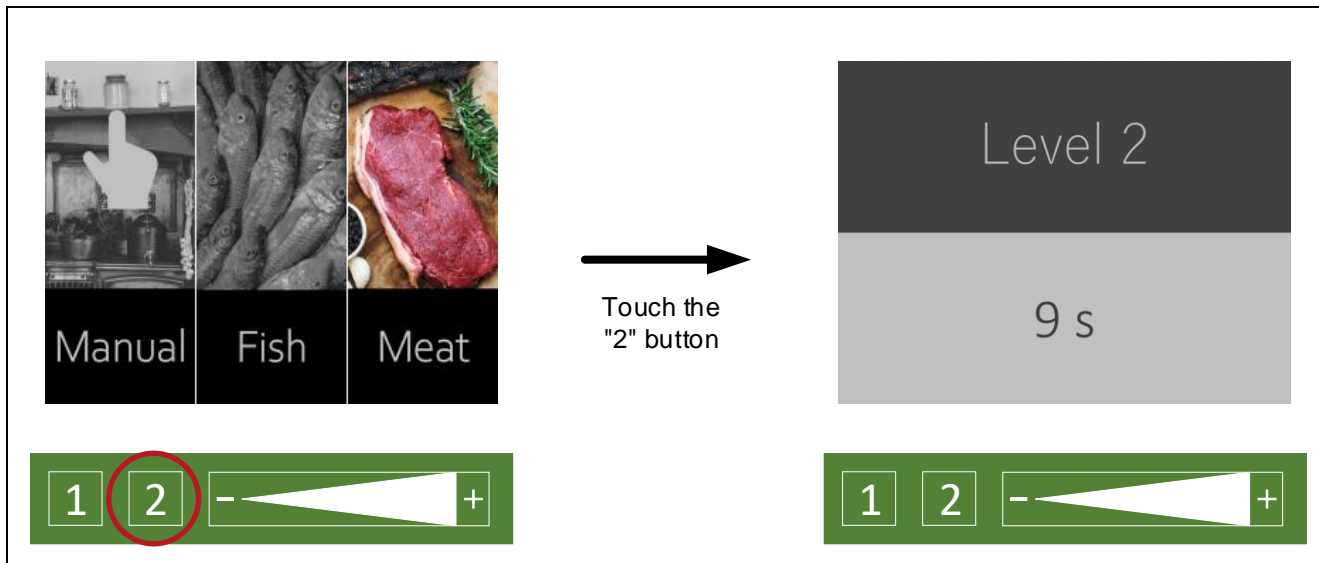 Manual Fish Meat
1 2 - +
Touch the
"2" button
Level 2
9 s
1 2 - +